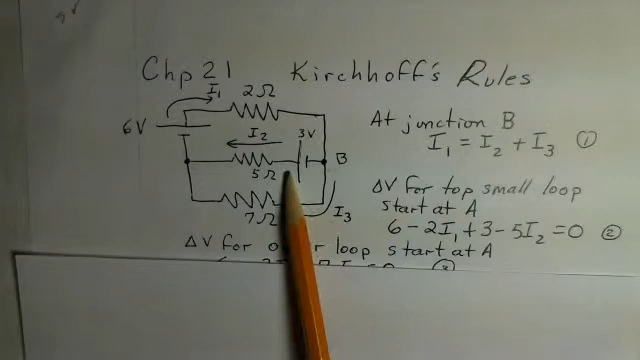 Chp 21 Kirchhoff's Rules
I₁ 2Ω
6V
I₂ 3V
B
5Ω
7Ω
I₃
At junction B
I₁ = I₂ + I₃ ①
ΔV for top small loop
start at A
6 - 2I₁ + 3 - 5I₂ = 0 ②
ΔV for loop start at A